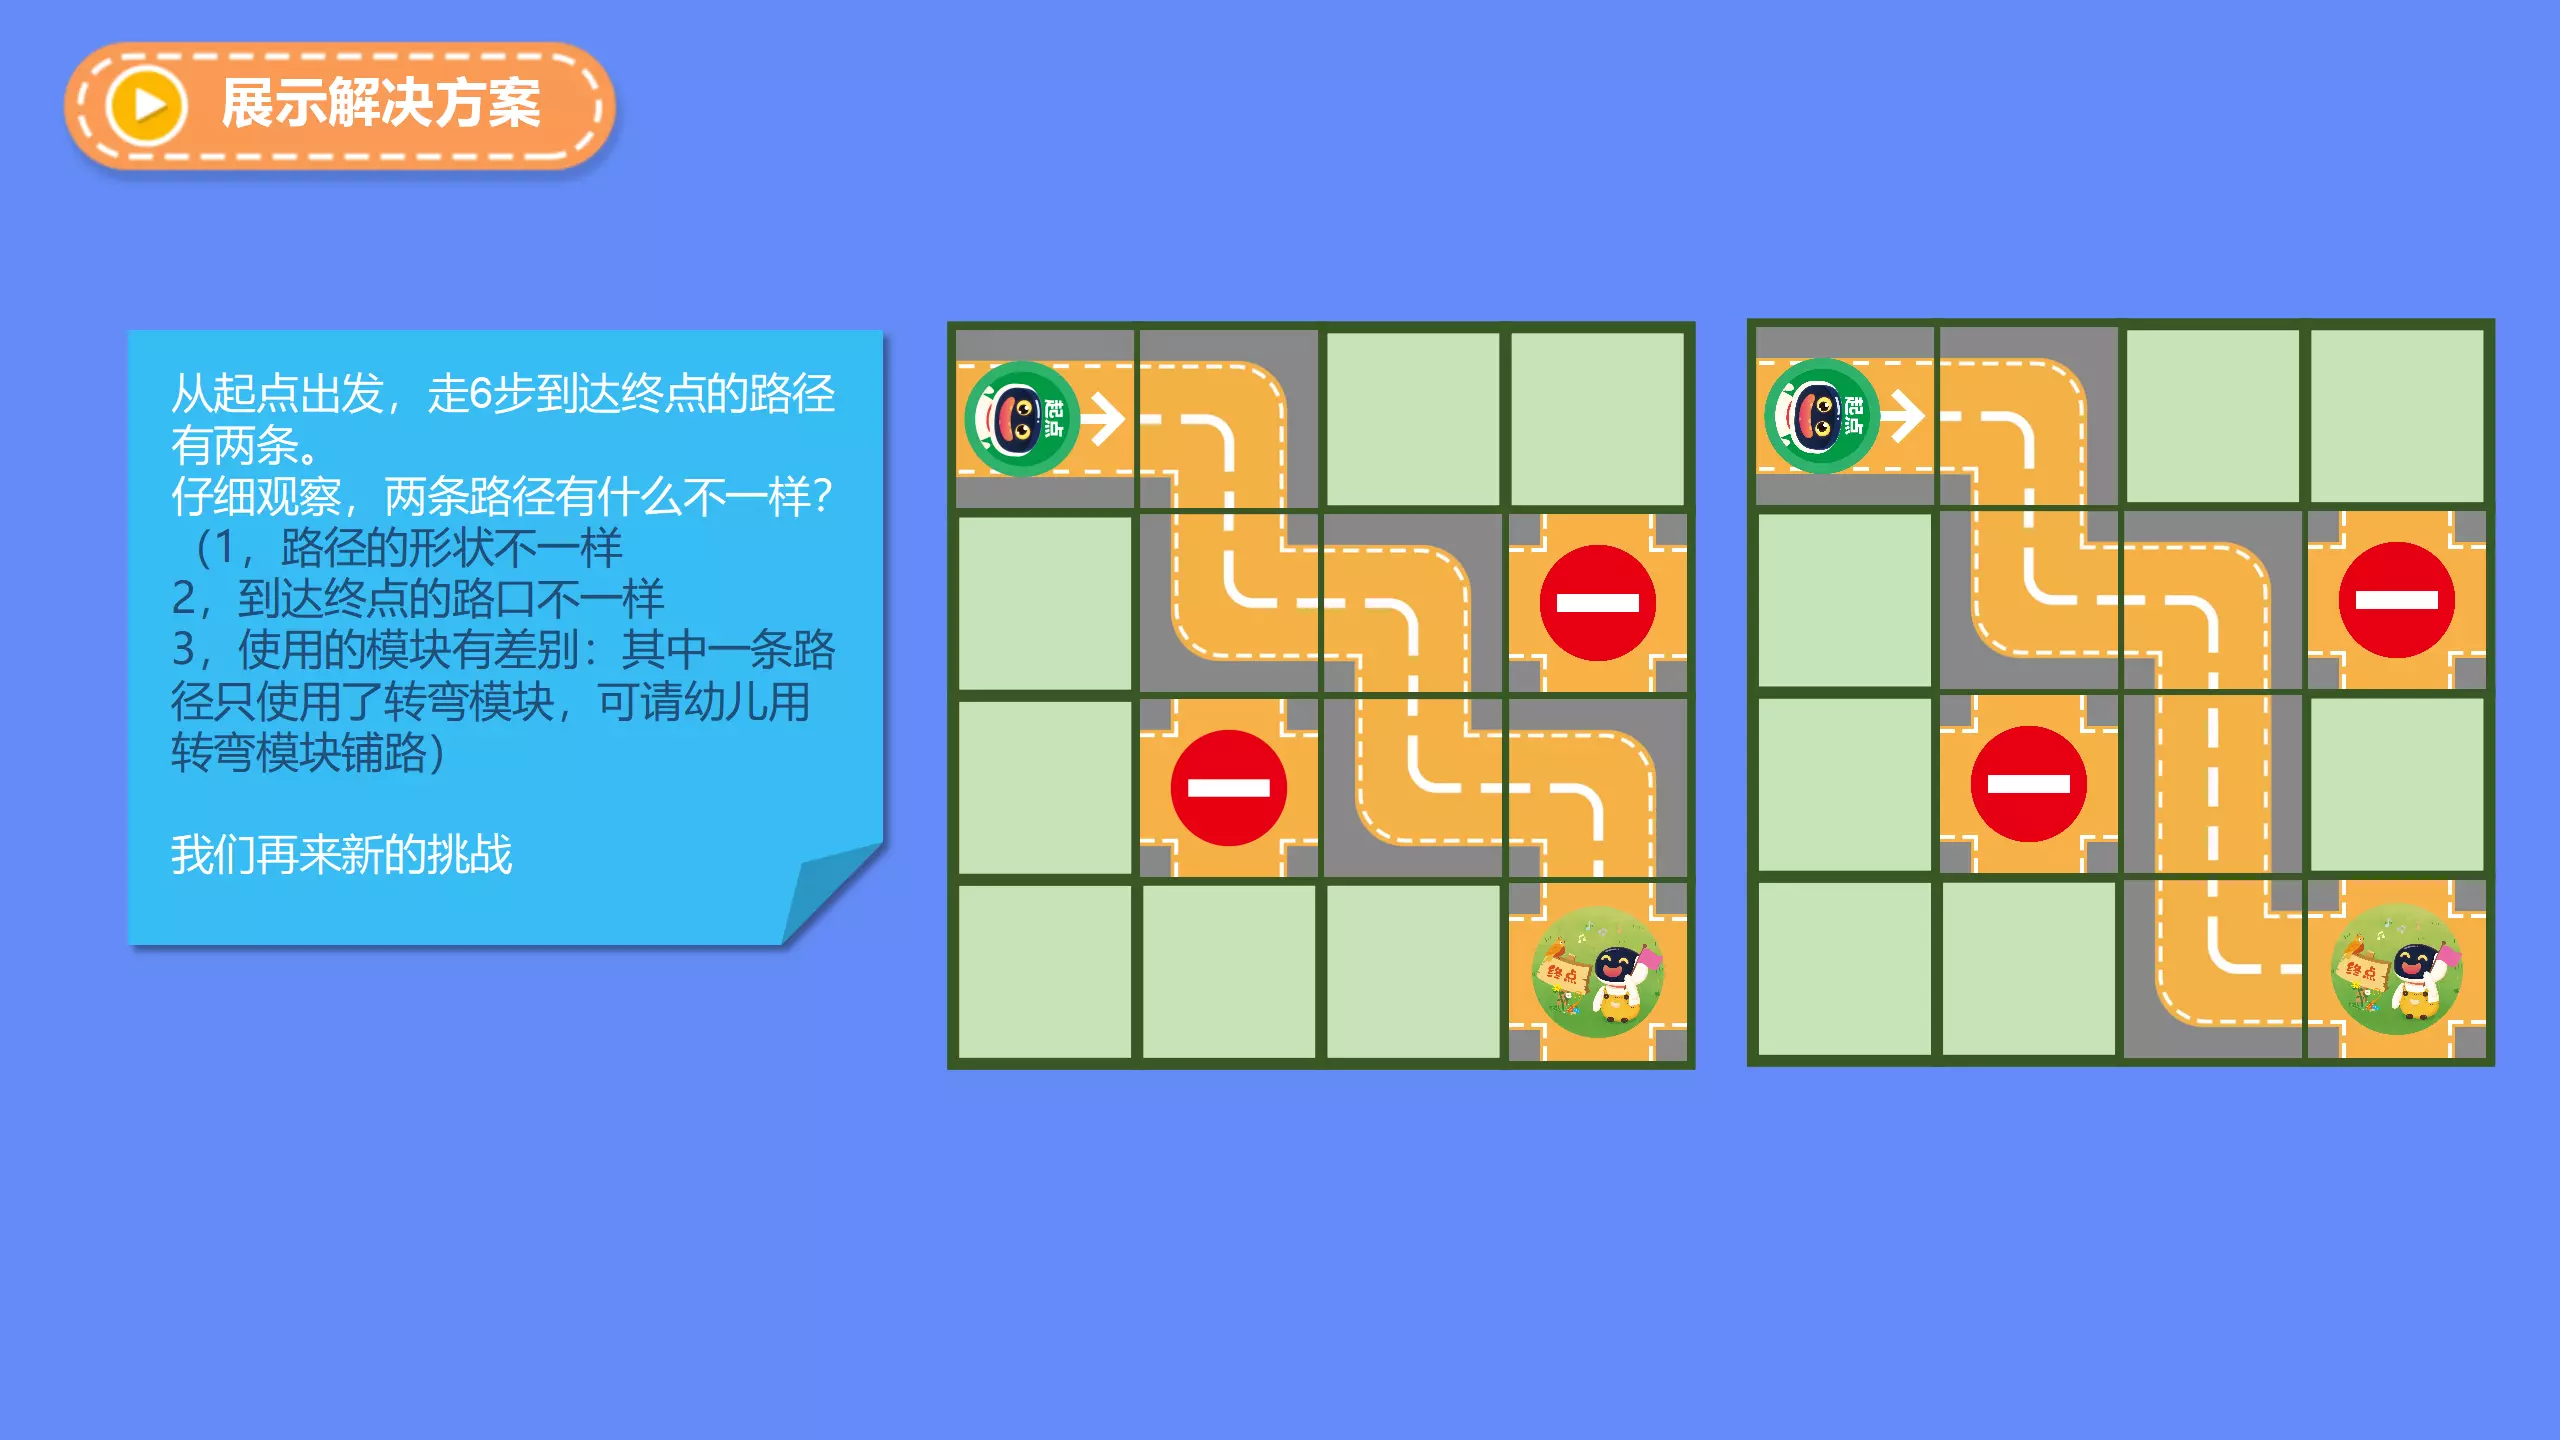 展示解决方案
从起点出发，走6步到达终点的路径
有两条。
仔细观察，两条路径有什么不一样？
（1，路径的形状不一样
2，到达终点的路口不一样
3，使用的模块有差别：其中一条路
径只使用了转弯模块，可请幼儿用
转弯模块铺路）
我们再来新的挑战
起点
起点
终点
终点